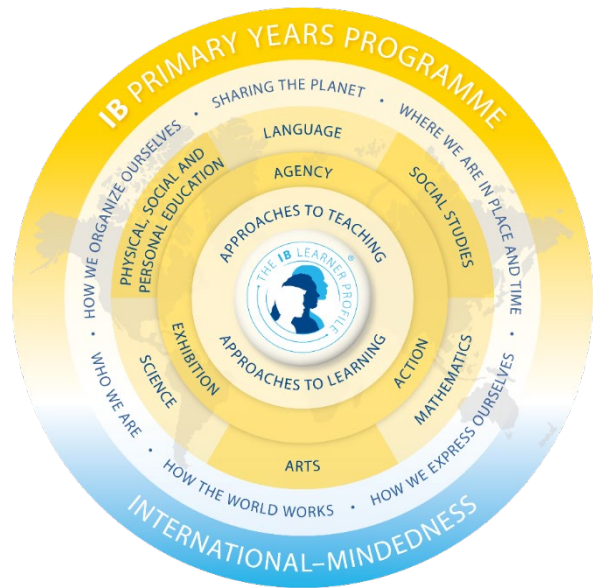 IB PRIMARY YEARS PROGRAMME
SHARING THE PLANET
•
WHERE WE ARE IN PLACE AND TIME
•
HOW WE EXPRESS OURSELVES
•
HOW THE WORLD WORKS
•
WHO WE ARE
•
HOW WE ORGANIZE OURSELVES
•
LANGUAGE
SOCIAL STUDIES
MATHEMATICS
ARTS
SCIENCE
PHYSICAL, SOCIAL AND
PERSONAL EDUCATION
AGENCY
ACTION
EXHIBITION
APPROACHES TO TEACHING
APPROACHES TO LEARNING
THE IB LEARNER PROFILE ®
INTERNATIONAL–MINDEDNESS